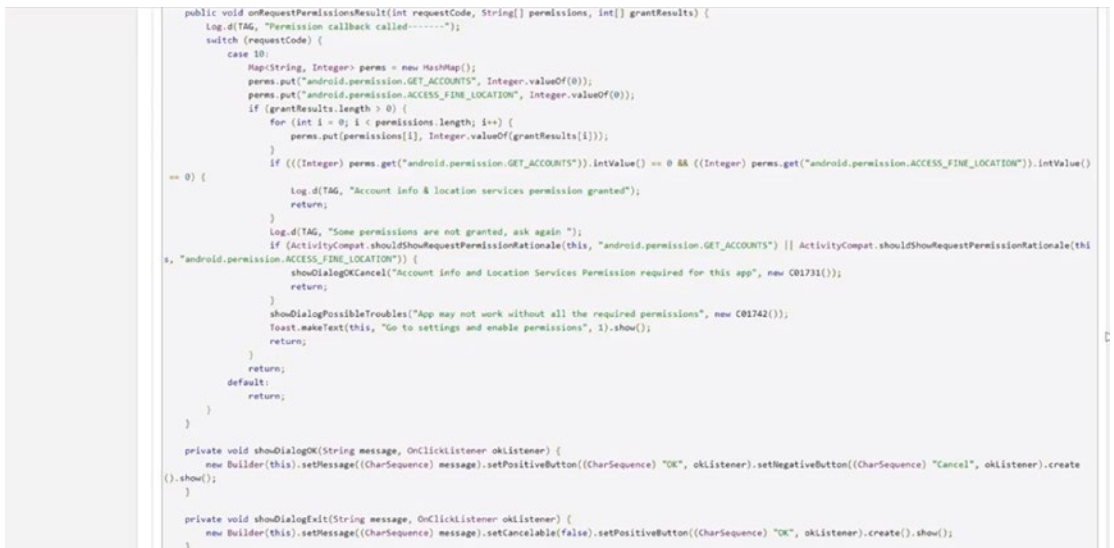 public void onRequestPermissionsResult(int requestCode, String[] permissions, int[] grantResults) {
Log.d(TAG, "Permission callback called-------");
switch (requestCode) {
case 10:
Map<String, Integer> perms = new HashMap();
perms.put("android.permission.GET_ACCOUNTS", Integer.valueOf(0));
perms.put("android.permission.ACCESS_FINE_LOCATION", Integer.valueOf(0));
if (grantResults.length > 0) {
for (int i = 0; i < permissions.length; i++) {
perms.put(permissions[i], Integer.valueOf(grantResults[i]));
}
if (((Integer) perms.get("android.permission.GET_ACCOUNTS")).intValue() == 0 && ((Integer) perms.get("android.permission.ACCESS_FINE_LOCATION")).intValue()
== 0) {
Log.d(TAG, "Account info & location services permission granted");
return;
}
Log.d(TAG, "Some permissions are not granted, ask again ");
if (ActivityCompat.shouldShowRequestPermissionRationale(this, "android.permission.GET_ACCOUNTS") || ActivityCompat.shouldShowRequestPermissionRationale(thi
s, "android.permission.ACCESS_FINE_LOCATION")) {
showDialogOKCancel("Account info and Location Services Permission required for this app", new C01731());
return;
}
showDialogPossibleTroubles("App may not work without all the required permissions", new C01742());
Toast.makeText(this, "Go to settings and enable permissions", 1).show();
return;
}
return;
default:
return;
}
}
private void showDialogOK(String message, OnClickListener okListener) {
new Builder(this).setMessage((CharSequence) message).setPositiveButton((CharSequence) "OK", okListener).setNegativeButton((CharSequence) "Cancel", okListener).create
().show();
}
private void showDialogExit(String message, OnClickListener okListener) {
new Builder(this).setMessage((CharSequence) message).setCancelable(false).setPositiveButton((CharSequence) "OK", okListener).create().show();
}